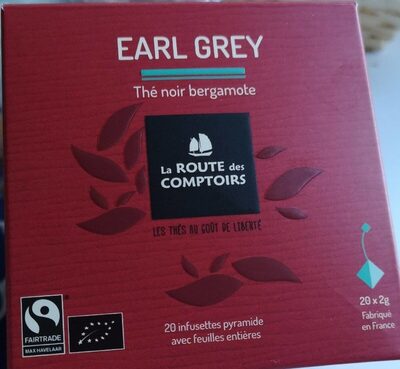 EARL GREY
Thé noir bergamote
La ROUTE des
COMPTOIRS
LES THÉS AU GOÛT DE LIBERTÉ
20 infusettes pyramide
avec feuilles entières
20 x 2g
Fabriqué
en France
FAIRTRADE
MAX HAVELAAR